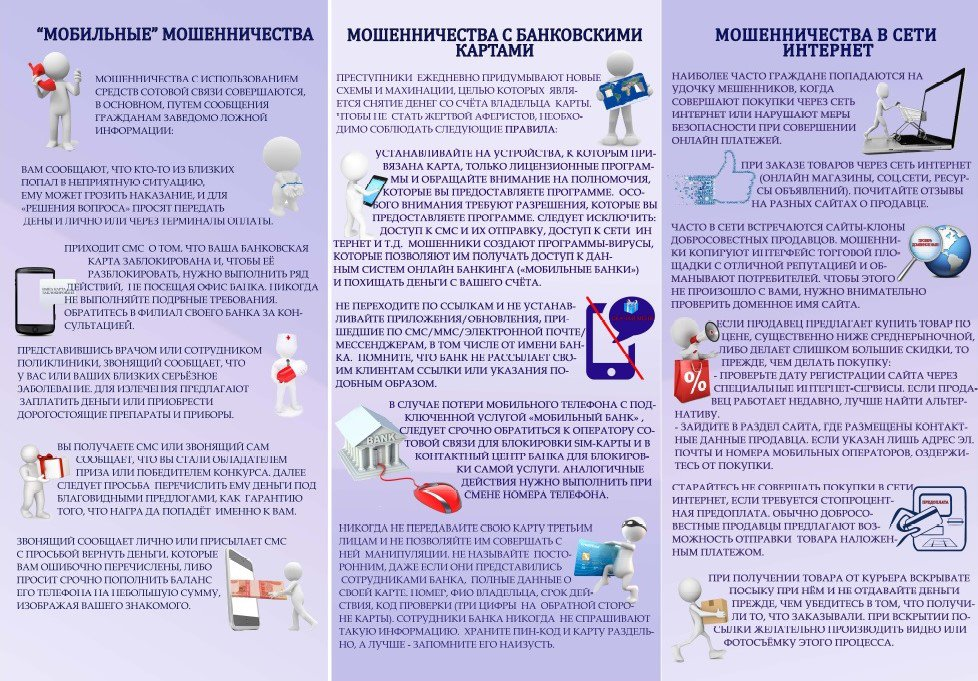 “МОБИЛЬНЫЕ” МОШЕННИЧЕСТВА
МОШЕННИЧЕСТВА С ИСПОЛЬЗОВАНИЕМ
СРЕДСТВ СОТОВОЙ СВЯЗИ СОВЕРШАЮТСЯ,
В ОСНОВНОМ, ПУТЕМ СООБЩЕНИЯ
ГРАЖДАНАМ ЗАВЕДОМО ЛОЖНОЙ
ИНФОРМАЦИИ:
ВАМ СООБЩАЮТ, ЧТО КТО-ТО ИЗ БЛИЗКИХ
ПОПАЛ В НЕПРИЯТНУЮ СИТУАЦИЮ,
ЕМУ МОЖЕТ ГРОЗИТЬ НАКАЗАНИЕ, И ДЛЯ
«РЕШЕНИЯ ВОПРОСА» ПРОСЯТ ПЕРЕДАТЬ
ДЕНЬГИ ЛИЧНО ИЛИ ЧЕРЕЗ ТЕРМИНАЛЫ ОПЛАТЫ.
ПРИХОДИТ СМС О ТОМ, ЧТО ВАША БАНКОВСКАЯ
КАРТА ЗАБЛОКИРОВАНА И, ЧТОБЫ ЕЁ
РАЗБЛОКИРОВАТЬ, НУЖНО ВЫПОЛНИТЬ РЯД
ДЕЙСТВИЙ, НЕ ПОСЕЩАЯ ОФИС БАНКА. НИКОГДА
НЕ ВЫПОЛНЯЙТЕ ПОДРБНЫЕ ТРЕБОВАНИЯ.
ОБРАТИТЕСЬ В ФИЛИАЛ СВОЕГО БАНКА ЗА КОН-
СУЛЬТАЦИЕЙ.
ПРЕДСТАВИВШИСЬ ВРАЧОМ ИЛИ СОТРУДНИКОМ
ПОЛИКЛИНИКИ, ЗВОНЯЩИЙ СООБЩАЕТ, ЧТО
У ВАС ИЛИ ВАШИХ БЛИЗКИХ СЕРЬЁЗНОЕ
ЗАБОЛЕВАНИЕ. ДЛЯ ИЗЛЕЧЕНИЯ ПРЕДЛАГАЮТ
ЗАПЛАТИТЬ ДЕНЬГИ ИЛИ ПРИОБРЕСТИ
ДОРОГОСТОЯЩИЕ ПРЕПАРАТЫ И ПРИБОРЫ.
ВЫ ПОЛУЧАЕТЕ СМС ИЛИ ЗВОНЯЩИЙ САМ
СООБЩАЕТ, ЧТО ВЫ СТАЛИ ОБЛАДАТЕЛЕМ
ПРИЗА ИЛИ ПОБЕДИТЕЛЕМ КОНКУРСА. ДАЛЕЕ
СЛЕДУЕТ ПРОСЬБА ПЕРЕЧИСЛИТЬ ЕМУ ДЕНЬГИ ПОД
БЛАГОВИДНЫМИ ПРЕДЛОГАМИ, КАК ГАРАНТИЮ
ТОГО, ЧТО НАГРА ДА ПОПАДЁТ ИМЕННО К ВАМ.
ЗВОНЯЩИЙ СООБЩАЕТ ЛИЧНО ИЛИ ПРИСЫЛАЕТ СМС
С ПРОСЬБОЙ ВЕРНУТЬ ДЕНЬГИ, КОТОРЫЕ
ВАМ ОШИБОЧНО ПЕРЕЧИСЛЕНЫ, ЛИБО
ПРОСИТ СРОЧНО ПОПОЛНИТЬ БАЛАНС
ЕГО ТЕЛЕФОНА НА НЕБОЛЬШУЮ СУММУ,
ИЗОБРАЖАЯ ВАШЕГО ЗНАКОМОГО.
МОШЕННИЧЕСТВА С БАНКОВСКИМИ
КАРТАМИ
ПРЕСТУПНИКИ ЕЖЕДНЕВНО ПРИДУМЫВАЮТ НОВЫЕ
СХЕМЫ И МАХИНАЦИИ, ЦЕЛЬЮ КОТОРЫХ ЯВЛЯ-
ЕТСЯ СНЯТИЕ ДЕНЕГ СО СЧЁТА ВЛАДЕЛЬЦА КАРТЫ.
ЧТОБЫ НЕ СТАТЬ ЖЕРТВОЙ АФЕРИСТОВ, НЕОБХО-
ДИМО СОБЛЮДАТЬ СЛЕДУЮЩИЕ ПРАВИЛА:
УСТАНАВЛИВАЙТЕ НА УСТРОЙСТВА, К КОТОРЫМ ПРИ-
ВЯЗАНА КАРТА, ТОЛЬКО ЛИЦЕНЗИОННЫЕ ПРОГРАМ-
МЫ И ОБРАЩАЙТЕ ВНИМАНИЕ НА ПОЛНОМОЧИЯ,
КОТОРЫЕ ВЫ ПРЕДОСТАВЛЯЕТЕ ПРОГРАММЕ. ОСО-
БОГО ВНИМАНИЯ ТРЕБУЮТ РАЗРЕШЕНИЯ, КОТОРЫЕ ВЫ
ПРЕДОСТАВЛЯЕТЕ ПРОГРАММЕ. СЛЕДУЕТ ИСКЛЮЧИТЬ:
ДОСТУП К СМС И ИХ ОТПРАВКУ, ДОСТУП К СЕТИ ИН
ТЕРНЕТ И Т.Д. МОШЕННИКИ СОЗДАЮТ ПРОГРАММЫ-ВИРУСЫ,
КОТОРЫЕ ПОЗВОЛЯЮТ ИМ ПОЛУЧАТЬ ДОСТУП К ДАН-
НЫМ СИСТЕМ ОНЛАЙН БАНКИНГА («МОБИЛЬНЫЕ БАНКИ»)
И ПОХИЩАТЬ ДЕНЬГИ С ВАШЕГО СЧЁТА.
НЕ ПЕРЕХОДИТЕ ПО ССЫЛКАМ И НЕ УСТАНАВ-
ЛИВАЙТЕ ПРИЛОЖЕНИЯ/ОБНОВЛЕНИЯ, ПРИ-
ШЕДШИЕ ПО СМС/ММС/ЭЛЕКТРОННОЙ ПОЧТЕ/
МЕССЕНДЖЕРАМ, В ТОМ ЧИСЛЕ ОТ ИМЕНИ БАН-
КА. ПОМНИТЕ, ЧТО БАНК НЕ РАССЫЛАЕТ СВО-
ИМ КЛИЕНТАМ ССЫЛКИ ИЛИ УКАЗАНИЯ ПО-
ДОБНЫМ ОБРАЗОМ.
В СЛУЧАЕ ПОТЕРИ МОБИЛЬНОГО ТЕЛЕФОНА С ПОД-
КЛЮЧЕННОЙ УСЛУГОЙ «МОБИЛЬНЫЙ БАНК» ,
СЛЕДУЕТ СРОЧНО ОБРАТИТЬСЯ К ОПЕРАТОРУ СО-
ТОВОЙ СВЯЗИ ДЛЯ БЛОКИРОВКИ SIM-КАРТЫ И В
КОНТАКТНЫЙ ЦЕНТР БАНКА ДЛЯ БЛОКИРОВ-
КИ САМОЙ УСЛУГИ. АНАЛОГИЧНЫЕ
ДЕЙСТВИЯ НУЖНО ВЫПОЛНИТЬ ПРИ
СМЕНЕ НОМЕРА ТЕЛЕФОНА.
BANK
НИКОГДА НЕ ПЕРЕДАВАЙТЕ СВОЮ КАРТУ ТРЕТЬИМ
ЛИЦАМ И НЕ ПОЗВОЛЯЙТЕ ИМ СОВЕРШАТЬ С
НЕЙ МАНИПУЛЯЦИИ. НЕ НАЗЫВАЙТЕ ПОСТО-
РОННИМ, ДАЖЕ ЕСЛИ ОНИ ПРЕДСТАВИЛИСЬ
СОТРУДНИКАМИ БАНКА, ПОЛНЫЕ ДАННЫЕ О
СВОЕЙ КАРТЕ. НОМЕР, ФИО ВЛАДЕЛЬЦА, СРОК ДЕЙ-
СТВИЯ, КОД ПРОВЕРКИ (ТРИ ЦИФРЫ НА ОБРАТНОЙ СТОРО-
НЕ КАРТЫ). СОТРУДНИКИ БАНКА НИКОГДА НЕ СПРАШИВАЮТ
ТАКУЮ ИНФОРМАЦИЮ. ХРАНИТЕ ПИН-КОД И КАРТУ РАЗДЕЛЬ-
НО, А ЛУЧШЕ - ЗАПОМНИТЕ ЕГО НАИЗУСТЬ.
МОШЕННИЧЕСТВА В СЕТИ
ИНТЕРНЕТ
НАИБОЛЕЕ ЧАСТО ГРАЖДАНЕ ПОПАДАЮТСЯ НА
УДОЧКУ МЕШЕННИКОВ, КОГДА
СОВЕРШАЮТ ПОКУПКИ ЧЕРЕЗ СЕТЬ
ИНТЕРНЕТ ИЛИ НАРУШАЮТ МЕРЫ
БЕЗОПАСНОСТИ ПРИ СОВЕРШЕНИИ
ОНЛАЙН ПЛАТЕЖЕЙ.
ПРИ ЗАКАЗЕ ТОВАРОВ ЧЕРЕЗ СЕТЬ ИНТЕРНЕТ
(ОНЛАЙН МАГАЗИНЫ, СОЦ.СЕТИ, РЕСУР-
СЫ ОБЪЯВЛЕНИЙ). ПОЧИТАЙТЕ ОТЗЫВЫ
НА РАЗНЫХ САЙТАХ О ПРОДАВЦЕ.
ЧАСТО В СЕТИ ВСТРЕЧАЮТСЯ САЙТЫ-КЛОНЫ
ДОБРОСОВЕСТНЫХ ПРОДАВЦОВ. МОШЕННИ-
КИ КОПИРУЮТ ИНТЕРФЕЙС ТОРГОВОЙ ПЛО-
ЩАДКИ С ОТЛИЧНОЙ РЕПУТАЦИЕЙ И ОБ-
МАНЫВАЮТ ПОТРЕБИТЕЛЕЙ. ЧТОБЫ ЭТОГО
НЕ ПРОИЗОШЛО С ВАМИ, НУЖНО ВНИМАТЕЛЬНО
ПРОВЕРИТЬ ДОМЕННОЕ ИМЯ САЙТА.
ЕСЛИ ПРОДАВЕЦ ПРЕДЛАГАЕТ КУПИТЬ ТОВАР ПО
ЦЕНЕ, СУЩЕСТВЕННО НИЖЕ СРЕДНЕРЫНОЧНОЙ,
ЛИБО ДЕЛАЕТ СЛИШКОМ БОЛЬШИЕ СКИДКИ, ТО
ПРЕЖДЕ, ЧЕМ ДЕЛАТЬ ПОКУПКУ:
- ПРОВЕРЬТЕ ДАТУ РЕГИСТРАЦИИ САЙТА ЧЕРЕЗ
СПЕЦИАЛЬНЫЕ ИНТЕРНЕТ-СЕРВИСЫ. ЕСЛИ ПРОДА-
ВЕЦ РАБОТАЕТ НЕДАВНО, ЛУЧШЕ НАЙТИ АЛЬТЕР-
НАТИВУ.
- ЗАЙДИТЕ В РАЗДЕЛ САЙТА, ГДЕ РАЗМЕЩЕНЫ КОНТАКТ-
НЫЕ ДАННЫЕ ПРОДАВЦА. ЕСЛИ УКАЗАН ЛИШЬ АДРЕС ЭЛ.
ПОЧТЫ И НОМЕРА МОБИЛЬНЫХ ОПЕРАТОРОВ, ОЗДЕРЖИ-
ТЕСЬ ОТ ПОКУПКИ.
%
СТАРАЙТЕСЬ НЕ СОВЕРШАТЬ ПОКУПКИ В СЕТИ
ИНТЕРНЕТ, ЕСЛИ ТРЕБУЕТСЯ СТОПРОЦЕНТ-
НАЯ ПРЕДОПЛАТА. ОБЫЧНО ДОБРОСО-
ВЕСТНЫЕ ПРОДАВЦЫ ПРЕДЛАГАЮТ ВОЗ-
МОЖНОСТЬ ОТПРАВКИ ТОВАРА НАЛОЖЕН-
НЫМ ПЛАТЕЖОМ.
ПРЕДОПЛАТА
ПРИ ПОЛУЧЕНИИ ТОВАРА ОТ КУРЬЕРА ВСКРЫВАТЕ
ПОСЫКУ ПРИ НЁМ И НЕ ОТДАВАЙТЕ ДЕНЬГИ
ПРЕЖДЕ, ЧЕМ УБЕДИТЕСЬ В ТОМ, ЧТО ПОЛУЧИ-
ЛИ ТО, ЧТО ЗАКАЗЫВАЛИ. ПРИ ВСКРЫТИИ ПО-
СЫЛКИ ЖЕЛАТЕЛЬНО ПРОИЗВОДИТЬ ВИДЕО ИЛИ
ФОТОСЪЁМКУ ЭТОГО ПРОЦЕССА.